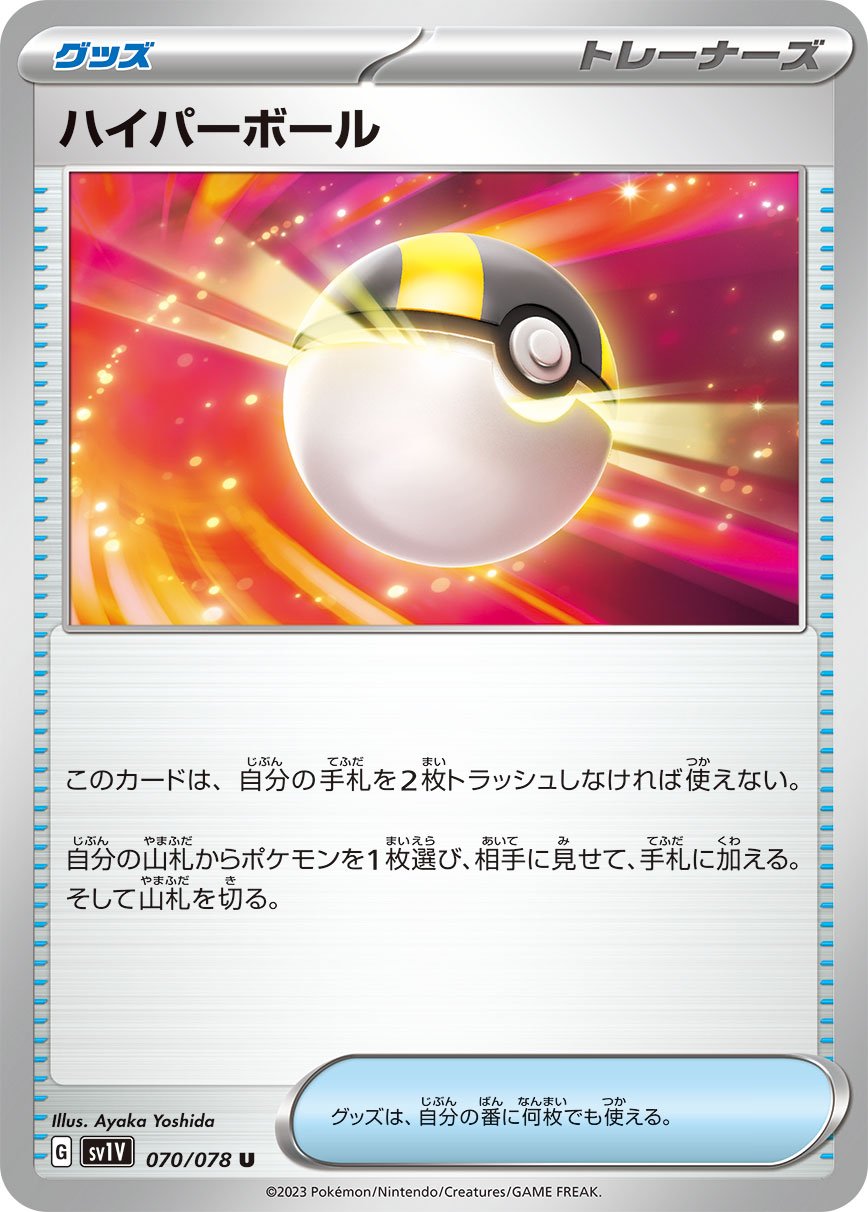 グッズ
トレーナーズ
ハイパーボール
このカードは、自分の手札を2枚トラッシュしなければ使えない。
自分の山札からポケモンを1枚選び、相手に見せて、手札に加える。
そして山札を切る。
グッズは、自分の番に何枚でも使える。
Illus. Ayaka Yoshida
G sv1V 070/078 U
©2023 Pokémon/Nintendo/Creatures/GAME FREAK.